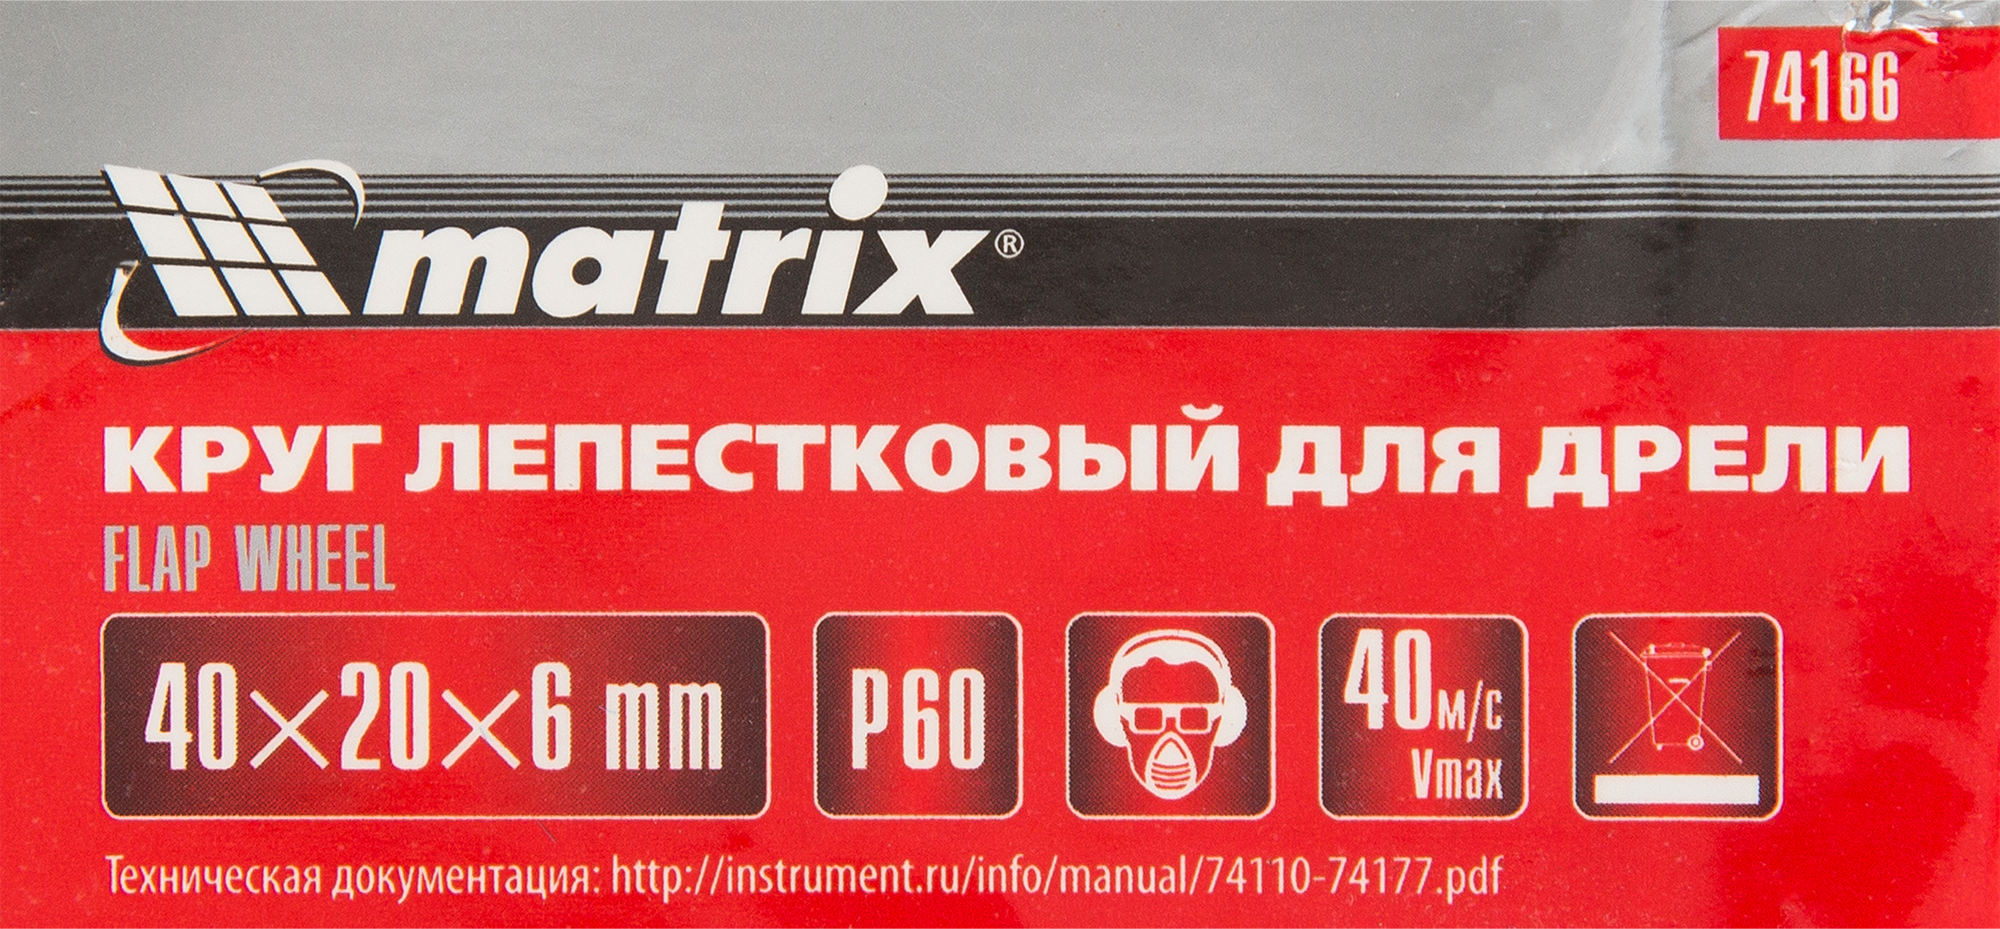 74166
matrix®
КРУГ ЛЕПЕСТКОВЫЙ ДЛЯ ДРЕЛИ
FLAP WHEEL
40×20×6 mm
P60
40м/с
Vmax
Техническая документация: http://instrument.ru/info/manual/74110-74177.pdf